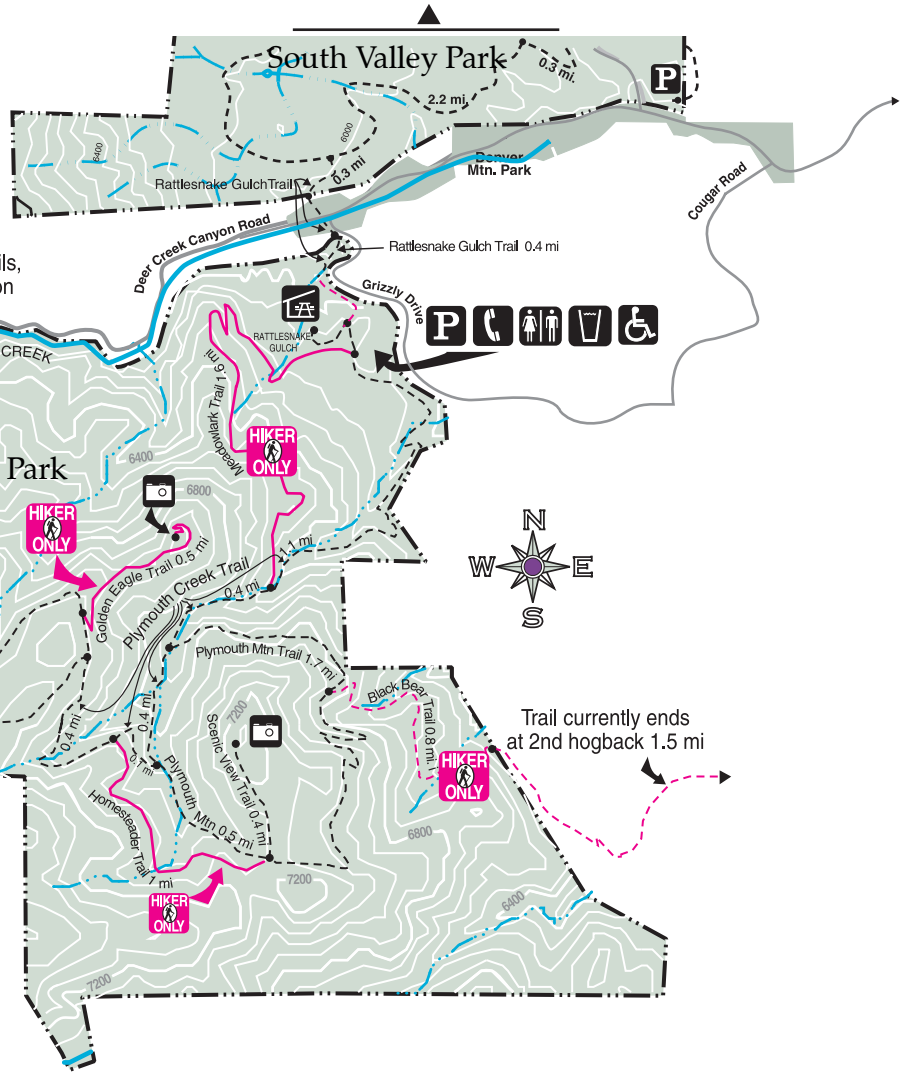 South Valley Park
0.3 mi.
P
2.2 mi.
6000
6400
0.3 mi
Rattlesnake Gulch Trail
Denver
Mtn. Park
Cougar Road
Deer Creek Canyon Road
Rattlesnake Gulch Trail 0.4 mi
ils,
on
Grizzly Drive
P
RATTLESNAKE
GULCH
CREEK
Meadowlark Trail 1.6 mi
HIKER
ONLY
6400
Park
6800
HIKER
ONLY
N
W
E
S
1.1 mi
Golden Eagle Trail 0.5 mi
Plymouth Creek Trail
0.4 mi
Plymouth Mtn Trail 1.7 mi
Black Bear
Trail 0.8 mi
7200
0.4 mi
0.4 mi
Scenic View Trail 0.4 mi
Trail currently ends
at 2nd hogback 1.5 mi
HIKER
ONLY
Plymouth Mtn 0.5 mi
Homesteader Trail 1 mi
6800
7200
HIKER
ONLY
6400
7200